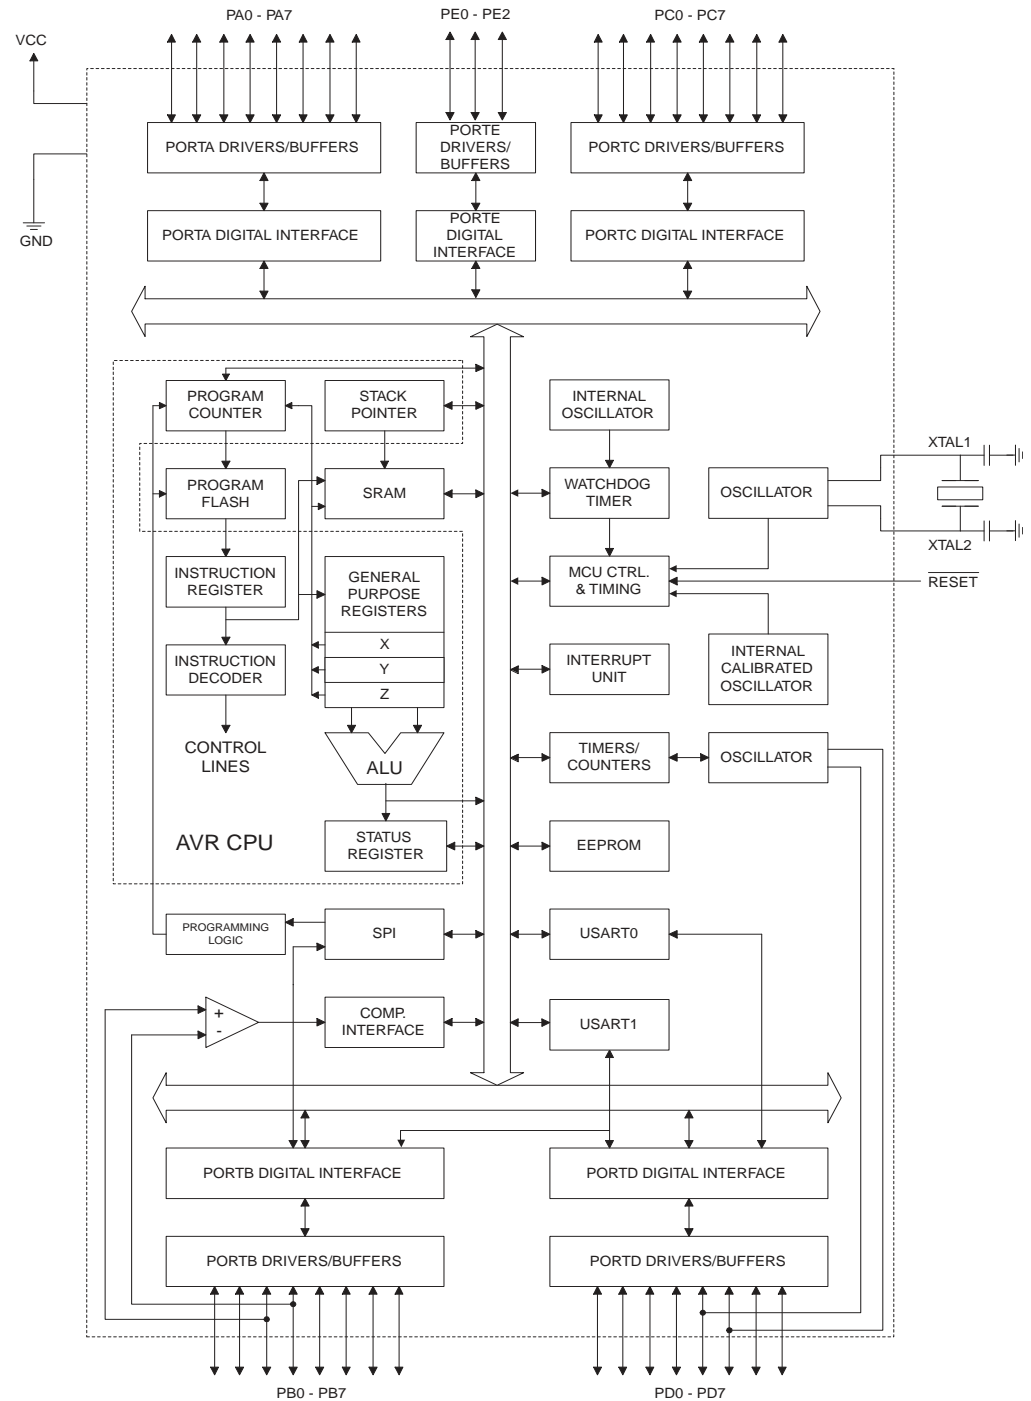 PA0 - PA7
PE0 - PE2
PC0 - PC7
VCC
PORTA DRIVERS/BUFFERS
PORTE
DRIVERS/
BUFFERS
PORTC DRIVERS/BUFFERS
GND
PORTA DIGITAL INTERFACE
PORTE
DIGITAL
INTERFACE
PORTC DIGITAL INTERFACE
PROGRAM
COUNTER
STACK
POINTER
INTERNAL
OSCILLATOR
PROGRAM
FLASH
SRAM
WATCHDOG
TIMER
OSCILLATOR
XTAL1
XTAL2
INSTRUCTION
REGISTER
GENERAL
PURPOSE
REGISTERS
X
Y
Z
MCU CTRL.
& TIMING
RESET
INSTRUCTION
DECODER
INTERRUPT
UNIT
INTERNAL
CALIBRATED
OSCILLATOR
CONTROL
LINES
ALU
TIMERS/
COUNTERS
OSCILLATOR
AVR CPU
STATUS
REGISTER
EEPROM
PROGRAMMING
LOGIC
SPI
USART0
+
-
COMP.
INTERFACE
USART1
PORTB DIGITAL INTERFACE
PORTD DIGITAL INTERFACE
PORTB DRIVERS/BUFFERS
PORTD DRIVERS/BUFFERS
PB0 - PB7
PD0 - PD7